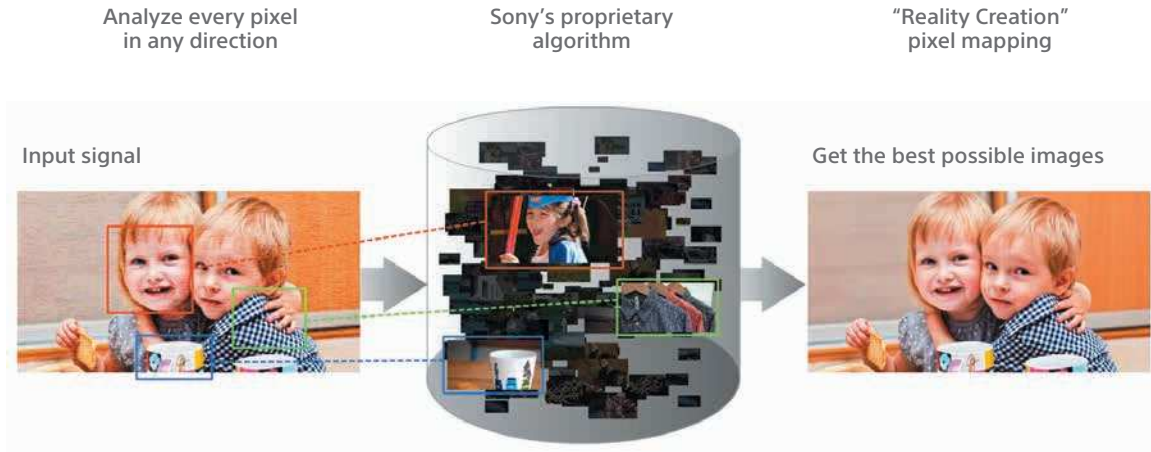 Analyze every pixel
in any direction
Sony's proprietary
algorithm
“Reality Creation”
pixel mapping
Input signal
Get the best possible images